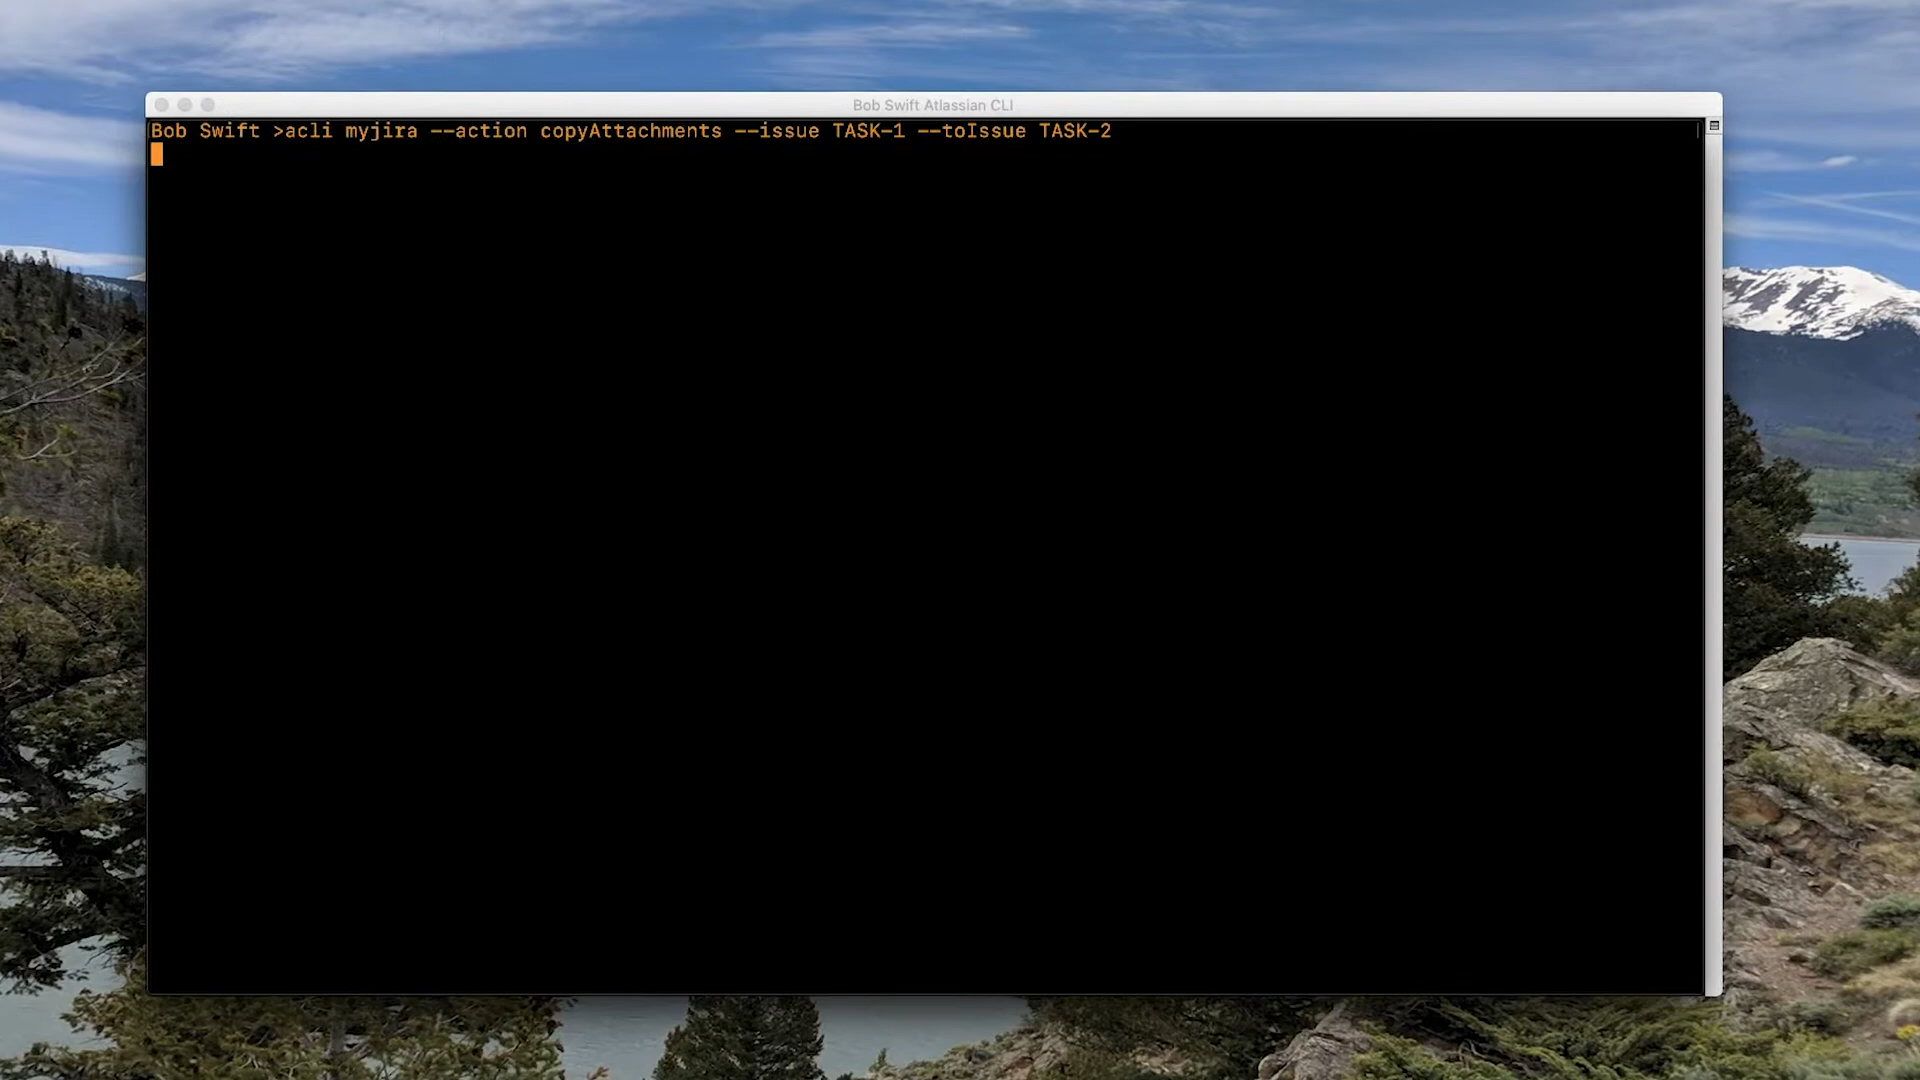 Bob Swift Atlassian CLI
Bob Swift >acli myjira --action copyAttachments --issue TASK-1 --toIssue TASK-2